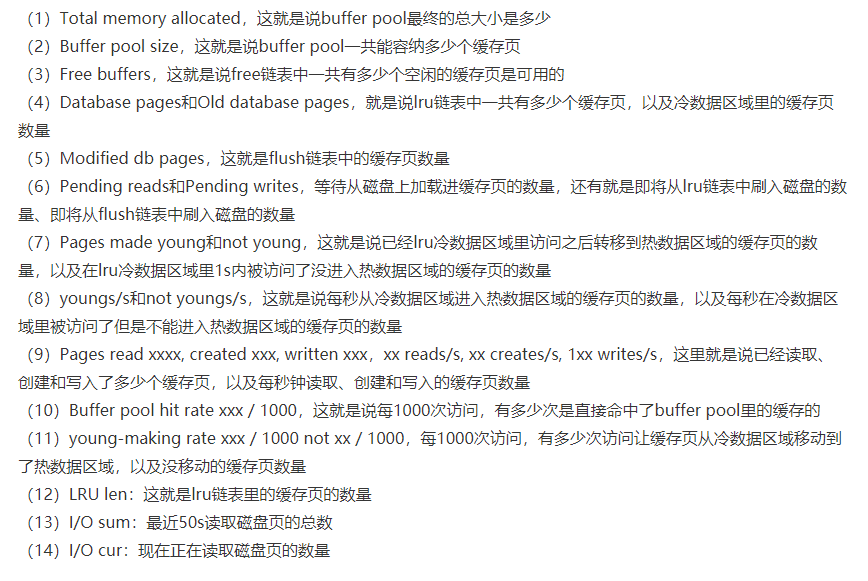 （1）Total memory allocated，这就是说buffer pool最终的总大小是多少
（2）Buffer pool size，这就是说buffer pool一共能容纳多少个缓存页
（3）Free buffers，这就是说free链表中一共有多少个空闲的缓存页是可用的
（4）Database pages和Old database pages，就是说lru链表中一共有多少个缓存页，以及冷数据区域里的缓存页
数量
（5）Modified db pages，这就是flush链表中的缓存页数量
（6）Pending reads和Pending writes，等待从磁盘上加载进缓存页的数量，还有就是即将从lru链表中刷入磁盘的数
量、即将从flush链表中刷入磁盘的数量
（7）Pages made young和not young，这就是说已经lru冷数据区域里访问之后转移到热数据区域的缓存页的数
量，以及在lru冷数据区域里1s内被访问了没进入热数据区域的缓存页的数量
（8）youngs/s和not youngs/s，这就是说每秒从冷数据区域进入热数据区域的缓存页的数量，以及每秒在冷数据区
域里被访问了但是不能进入热数据区域的缓存页的数量
（9）Pages read xxxx, created xxx, written xxx，xx reads/s, xx creates/s, 1xx writes/s，这里就是说已经读取、
创建和写入了多少个缓存页，以及每秒钟读取、创建和写入的缓存页数量
（10）Buffer pool hit rate xxx / 1000，这就是说每1000次访问，有多少次是直接命中了buffer pool里的缓存的
（11）young-making rate xxx / 1000 not xx / 1000，每1000次访问，有多少次访问让缓存页从冷数据区域移动到
了热数据区域，以及没移动的缓存页数量
（12）LRU len：这就是lru链表里的缓存页的数量
（13）I/O sum：最近50s读取磁盘页的总数
（14）I/O cur：现在正在读取磁盘页的数量